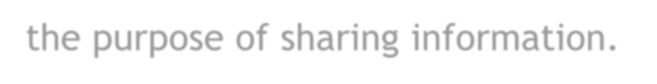 the purpose of sharing information.